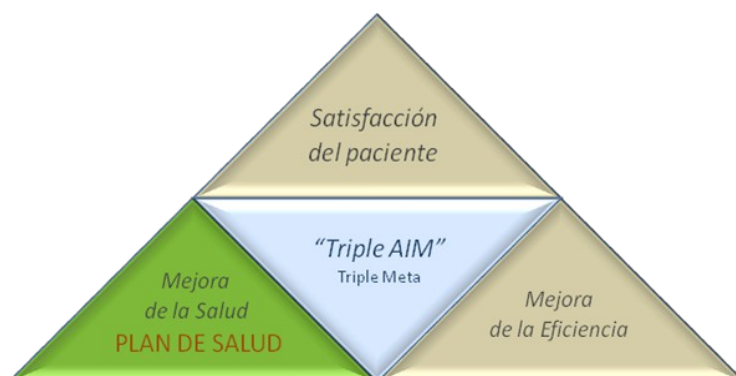 Satisfacción
del paciente
“Triple AIM”
Triple Meta
Mejora
de la Salud
PLAN DE SALUD
Mejora
de la Eficiencia